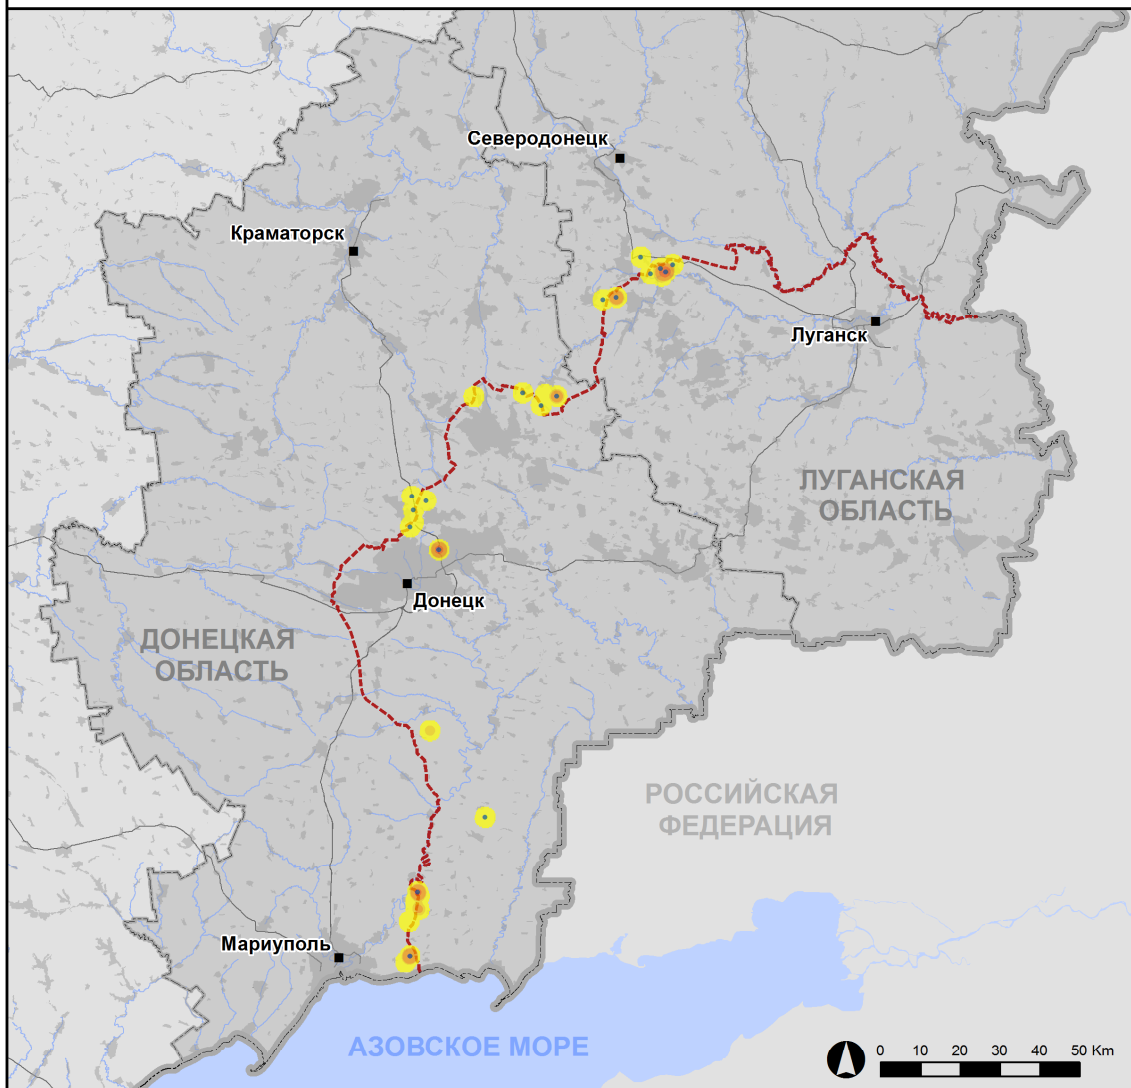 Северодонецк
Краматорск
Луганск
ЛУГАНСКАЯ
ОБЛАСТЬ
Донецк
ДОНЕЦКАЯ
ОБЛАСТЬ
РОССИЙСКАЯ
ФЕДЕРАЦИЯ
Мариуполь
АЗОВСКОЕ МОРЕ
0 10 20 30 40 50 Km